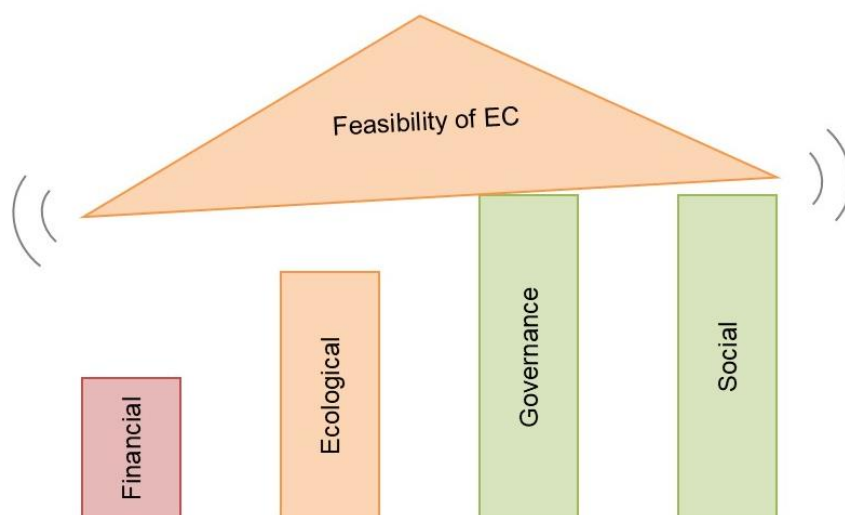 Feasibility of EC
Financial
Ecological
Governance
Social